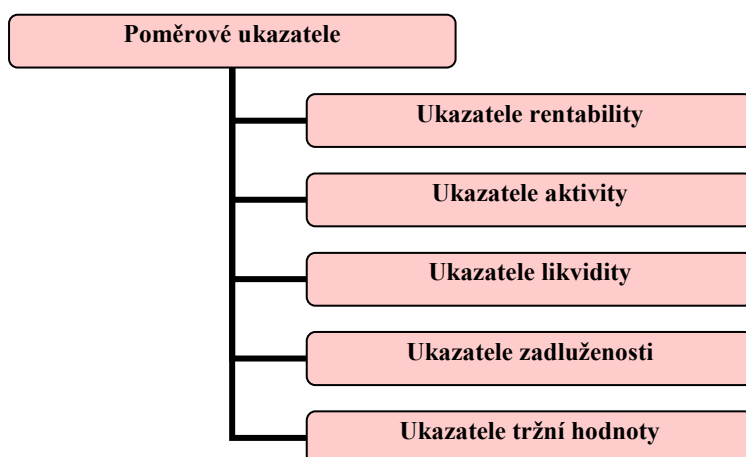 Poměrové ukazatele
Ukazatele rentability
Ukazatele aktivity
Ukazatele likvidity
Ukazatele zadluženosti
Ukazatele tržní hodnoty